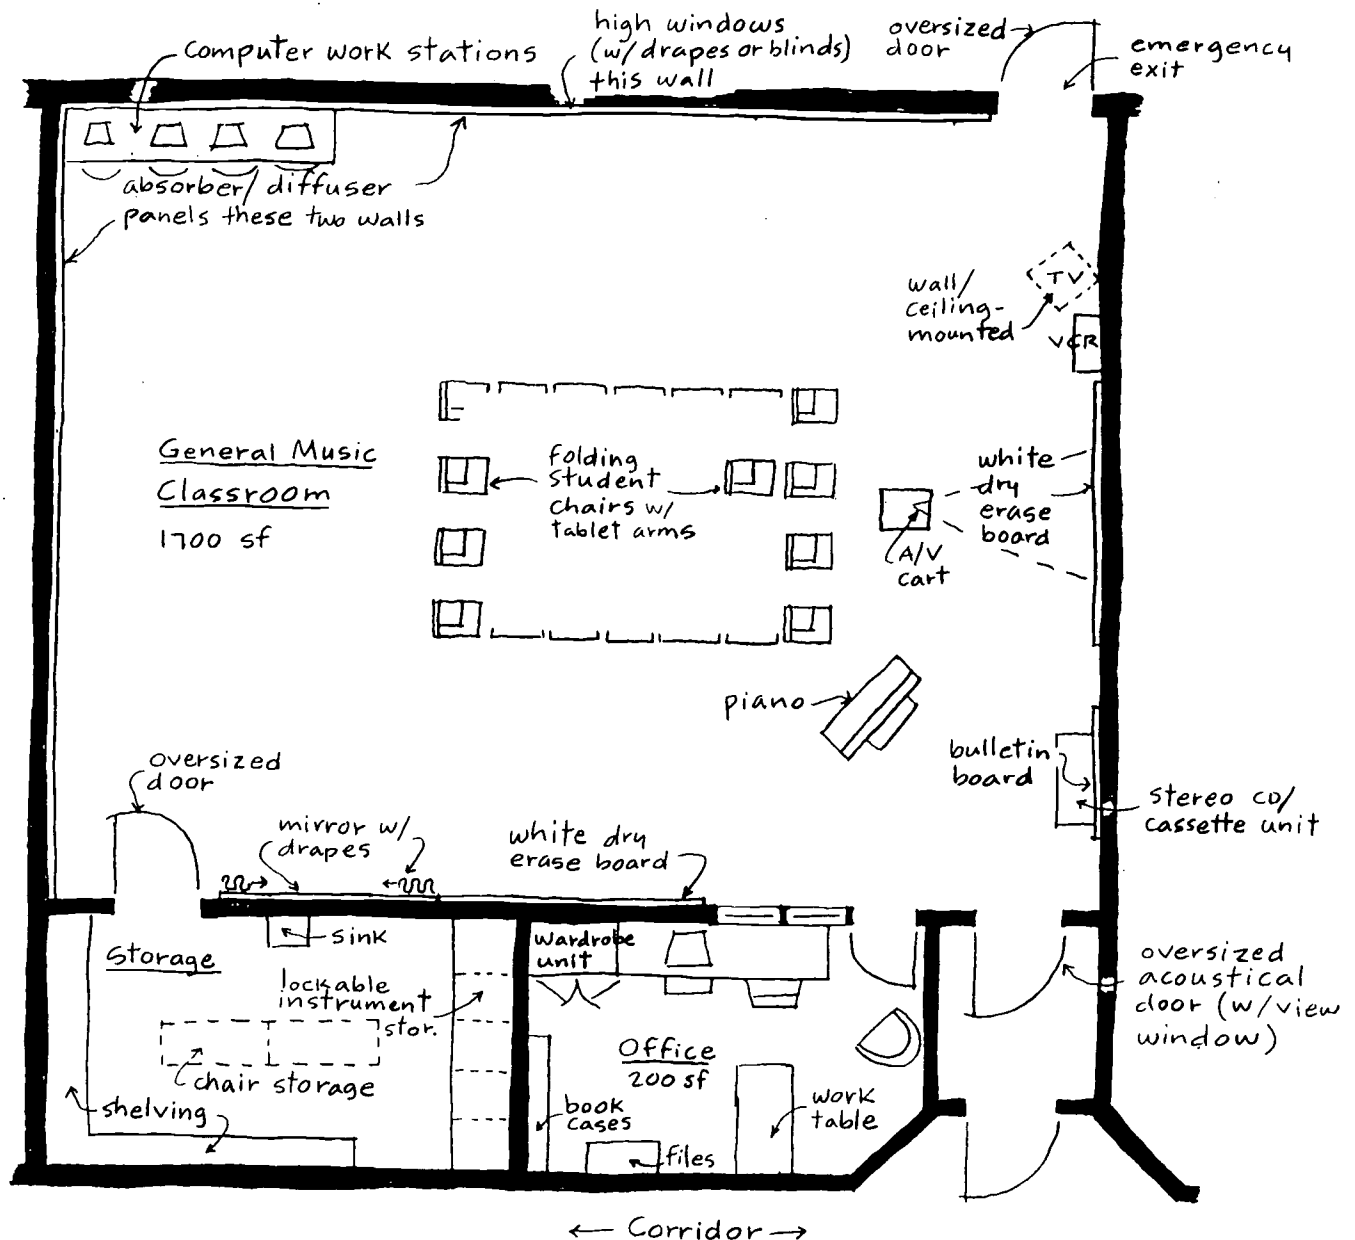 computer work stations
high windows
(w/drapes or blinds)
this wall
oversized
door
emergency
exit
absorber/diffuser
panels these two walls
wall/
ceiling-
mounted
TV
VCR
General Music
Classroom
1700 sf
folding
student
chairs w/
tablet arms
white
dry
erase
board
A/V
cart
piano
bulletin
board
stereo CD/
cassette unit
oversized
door
mirror w/
drapes
white dry
erase board
Storage
sink
lockable
instrument
stor.
chair storage
shelving
wardrobe
unit
Office
200 sf
book
cases
files
work
table
oversized
acoustical
door (w/view
window)
Corridor